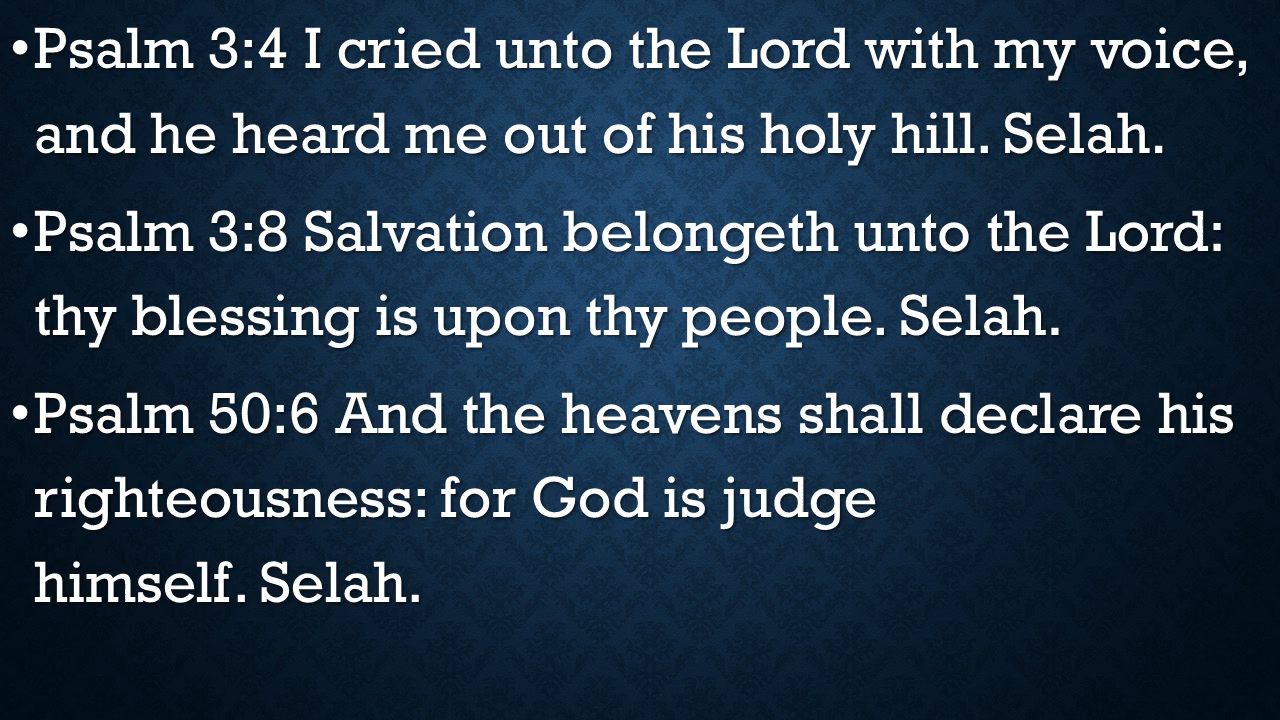 •Psalm 3:4 I cried unto the Lord with my voice,
and he heard me out of his holy hill. Selah.
•Psalm 3:8 Salvation belongeth unto the Lord:
thy blessing is upon thy people. Selah.
•Psalm 50:6 And the heavens shall declare his
righteousness: for God is judge
himself. Selah.